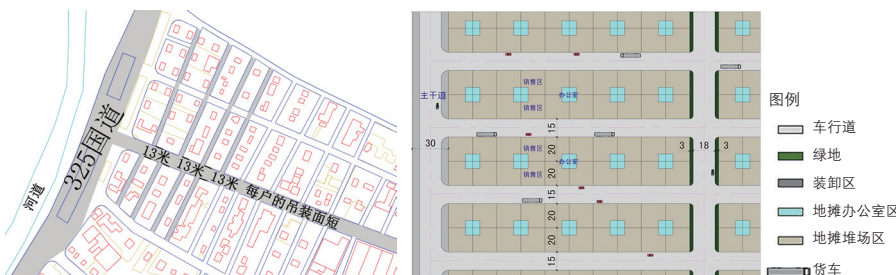 325国道
河道
13米 13米 13米 每户的吊装面短
主干道
销售区
办公室
销售区
销售区
办公室
销售区
30
15
20
20
20
20
15
3
18
3
图例
车行道
绿地
装卸区
地摊办公室区
地摊堆场区
货车